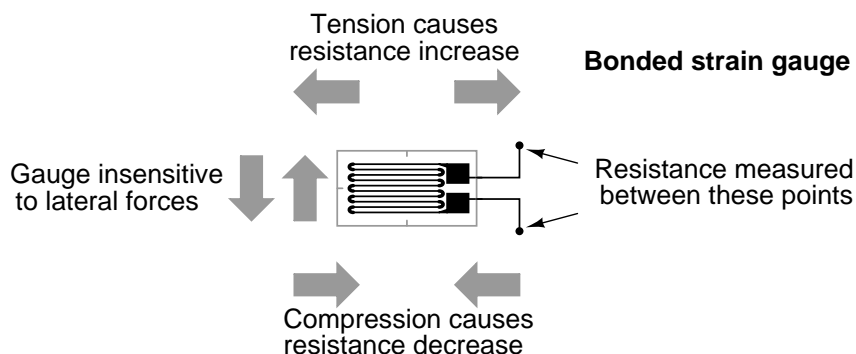 Tension causes
resistance increase
Bonded strain gauge
Gauge insensitive
to lateral forces
Resistance measured
between these points
Compression causes
resistance decrease